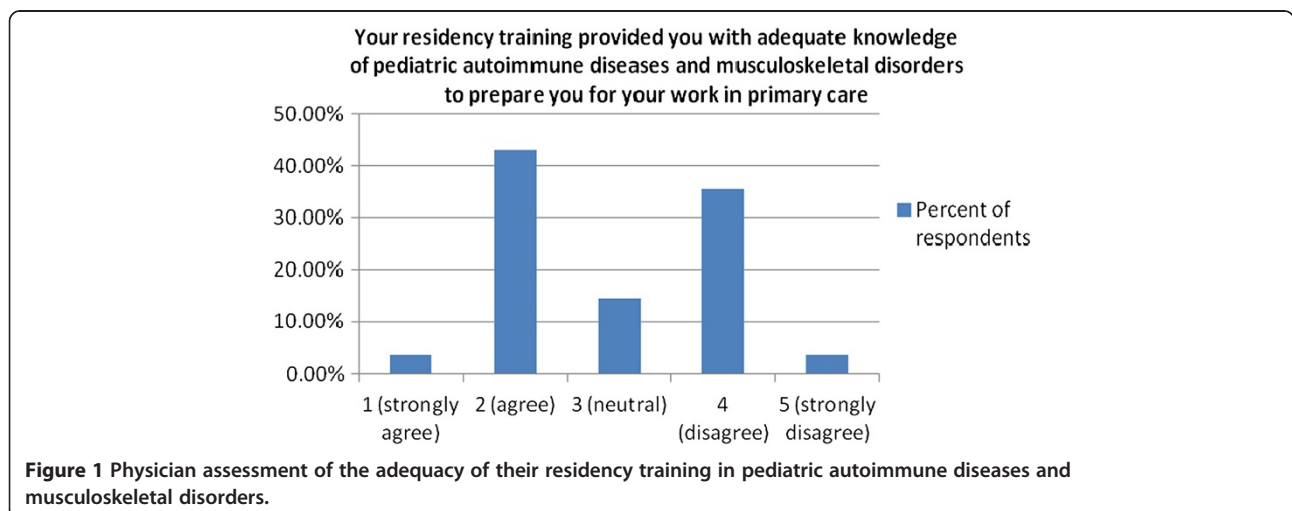 Your residency training provided you with adequate knowledge
of pediatric autoimmune diseases and musculoskeletal disorders
to prepare you for your work in primary care
50.00%
40.00%
30.00%
20.00%
10.00%
0.00%
1 (strongly agree)
2 (agree)
3 (neutral)
4 (disagree)
5 (strongly disagree)
Percent of
respondents
Figure 1 Physician assessment of the adequacy of their residency training in pediatric autoimmune diseases and
musculoskeletal disorders.